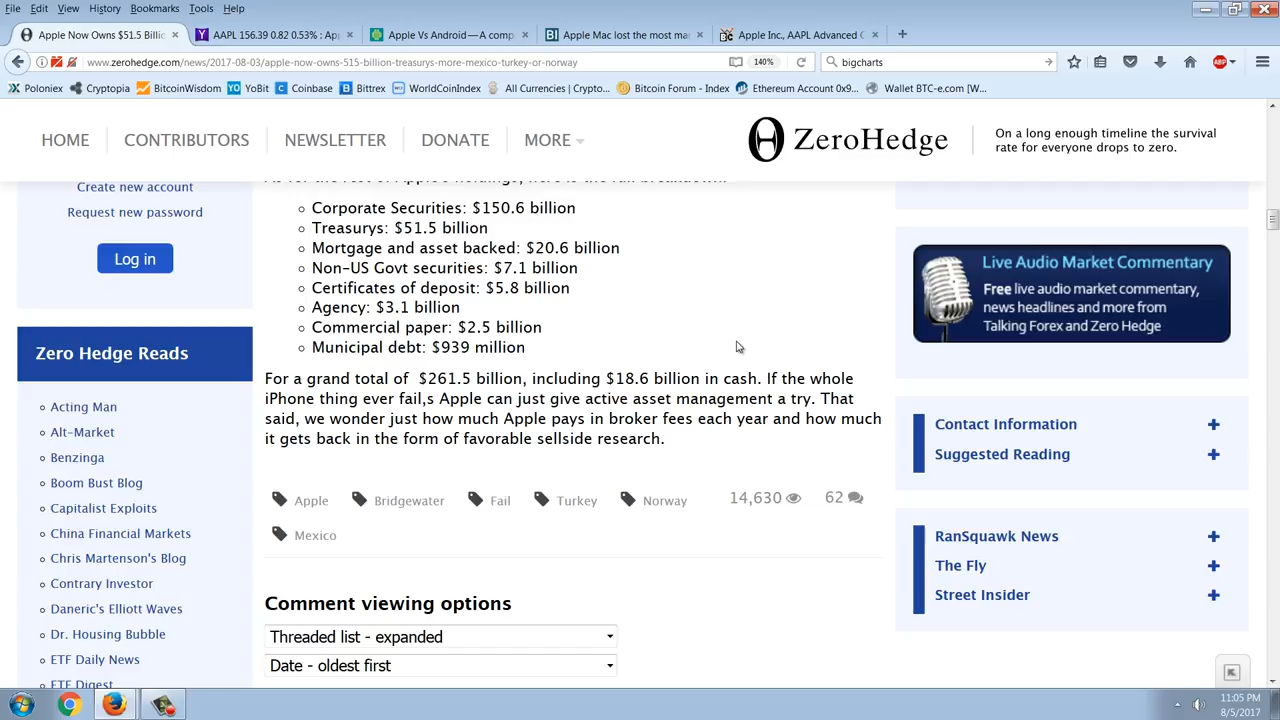 File Edit View History Bookmarks Tools Help
Apple Now Owns $51.5 Billic × AAPL 156.39 0.82 0.53% : Ap × Apple Vs Android — A comp × Apple Mac lost the most ma × Apple Inc., AAPL Advanced C × +
www.zerohedge.com/news/2017-08-03/apple-now-owns-515-billion-treasurys-more-mexico-turkey-or-norway 140% bigcharts ABP
Poloniex Cryptopia BitcoinWisdom YoBit Coinbase Bittrex WorldCoinIndex All Currencies (Crypto... Bitcoin Forum - Index Ethereum Account 0x9... Wallet BTC-e.com (W...
HOME CONTRIBUTORS NEWSLETTER DONATE MORE ZeroHedge
On a long enough timeline the survival
rate for everyone drops to zero.
Create new account
Request new password
Log in
Zero Hedge Reads
Acting Man
Alt-Market
Benzinga
Boom Bust Blog
Capitalist Exploits
China Financial Markets
Chris Martenson's Blog
Contrary Investor
Daneric's Elliott Waves
Dr. Housing Bubble
ETF Daily News
ETF Digest
Corporate Securities: $150.6 billion
Treasurys: $51.5 billion
Mortgage and asset backed: $20.6 billion
Non-US Govt securities: $7.1 billion
Certificates of deposit: $5.8 billion
Agency: $3.1 billion
Commercial paper: $2.5 billion
Municipal debt: $939 million
For a grand total of $261.5 billion, including $18.6 billion in cash. If the whole
iPhone thing ever fail,s Apple can just give active asset management a try. That
said, we wonder just how much Apple pays in broker fees each year and how much
it gets back in the form of favorable sellside research.
Apple Bridgewater Fail Turkey Norway 14,630 62
Mexico
Comment viewing options
Threaded list - expanded
Date - oldest first
Live Audio Market Commentary
Free live audio market commentary,
news headlines and more from
Talking Forex and Zero Hedge
Contact Information +
Suggested Reading +
RanSquawk News +
The Fly +
Street Insider +
11:05 PM
8/5/2017